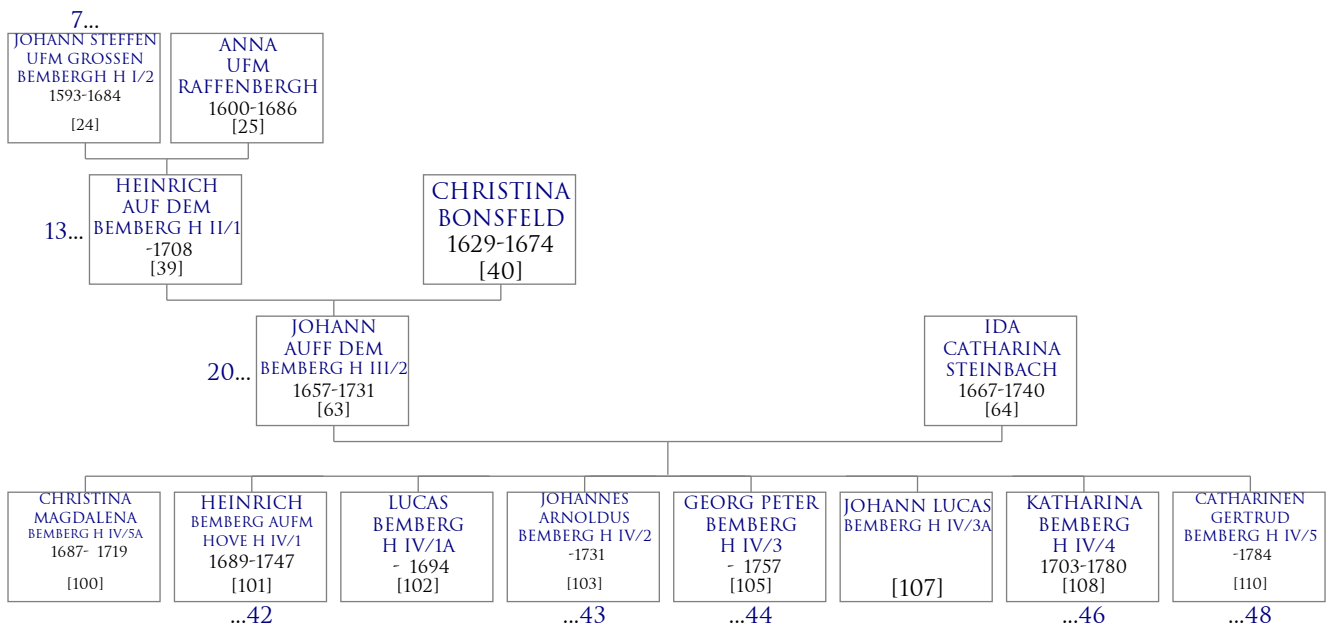 7...
JOHANN STEFFEN
UFM GROSSEN
BEMBERGH H I/2
1593-1684
[24]
ANNA
UFM
RAFFENBERGH
1600-1686
[25]
13...
HEINRICH
AUF DEM
BEMBERG H II/1
-1708
[39]
CHRISTINA
BONSFELD
1629-1674
[40]
20...
JOHANN
AUFF DEM
BEMBERG H III/2
1657-1731
[63]
IDA
CATHARINA
STEINBACH
1667-1740
[64]
CHRISTINA
MAGDALENA
BEMBERG H IV/5A
1687- 1719
[100]
HEINRICH
BEMBERG AUFM
HOVE H IV/1
1689-1747
[101]
...42
LUCAS
BEMBERG
H IV/1A
- 1694
[102]
JOHANNES
ARNOLDUS
BEMBERG H IV/2
-1731
[103]
...43
GEORG PETER
BEMBERG
H IV/3
- 1757
[105]
...44
JOHANN LUCAS
BEMBERG H IV/3A
[107]
KATHARINA
BEMBERG
H IV/4
1703-1780
[108]
...46
CATHARINEN
GERTRUD
BEMBERG H IV/5
-1784
[110]
...48